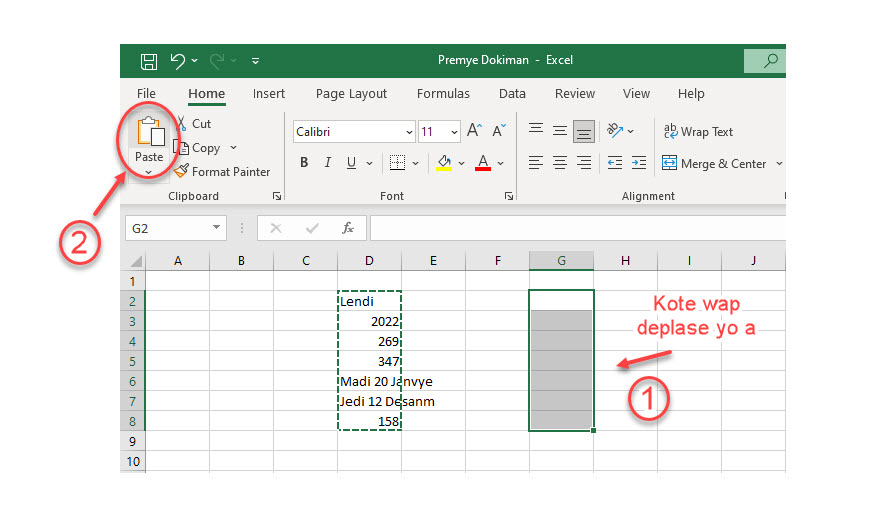 Premye Dokiman - Excel
File Home Insert Page Layout Formulas Data Review View Help
Paste
Cut
Copy
Format Painter
Calibri 11 A A
B I U A
ab Wrap Text
Merge & Center
Clipboard Font Alignment
2
G2 fx
A B C D E F G H I J
1
2 Lendi
3 2022
4 269
5 347
6 Madi 20 Janvye
7 Jedi 12 Desanm
8 158
9
10
Kote wap
deplase yo a
1